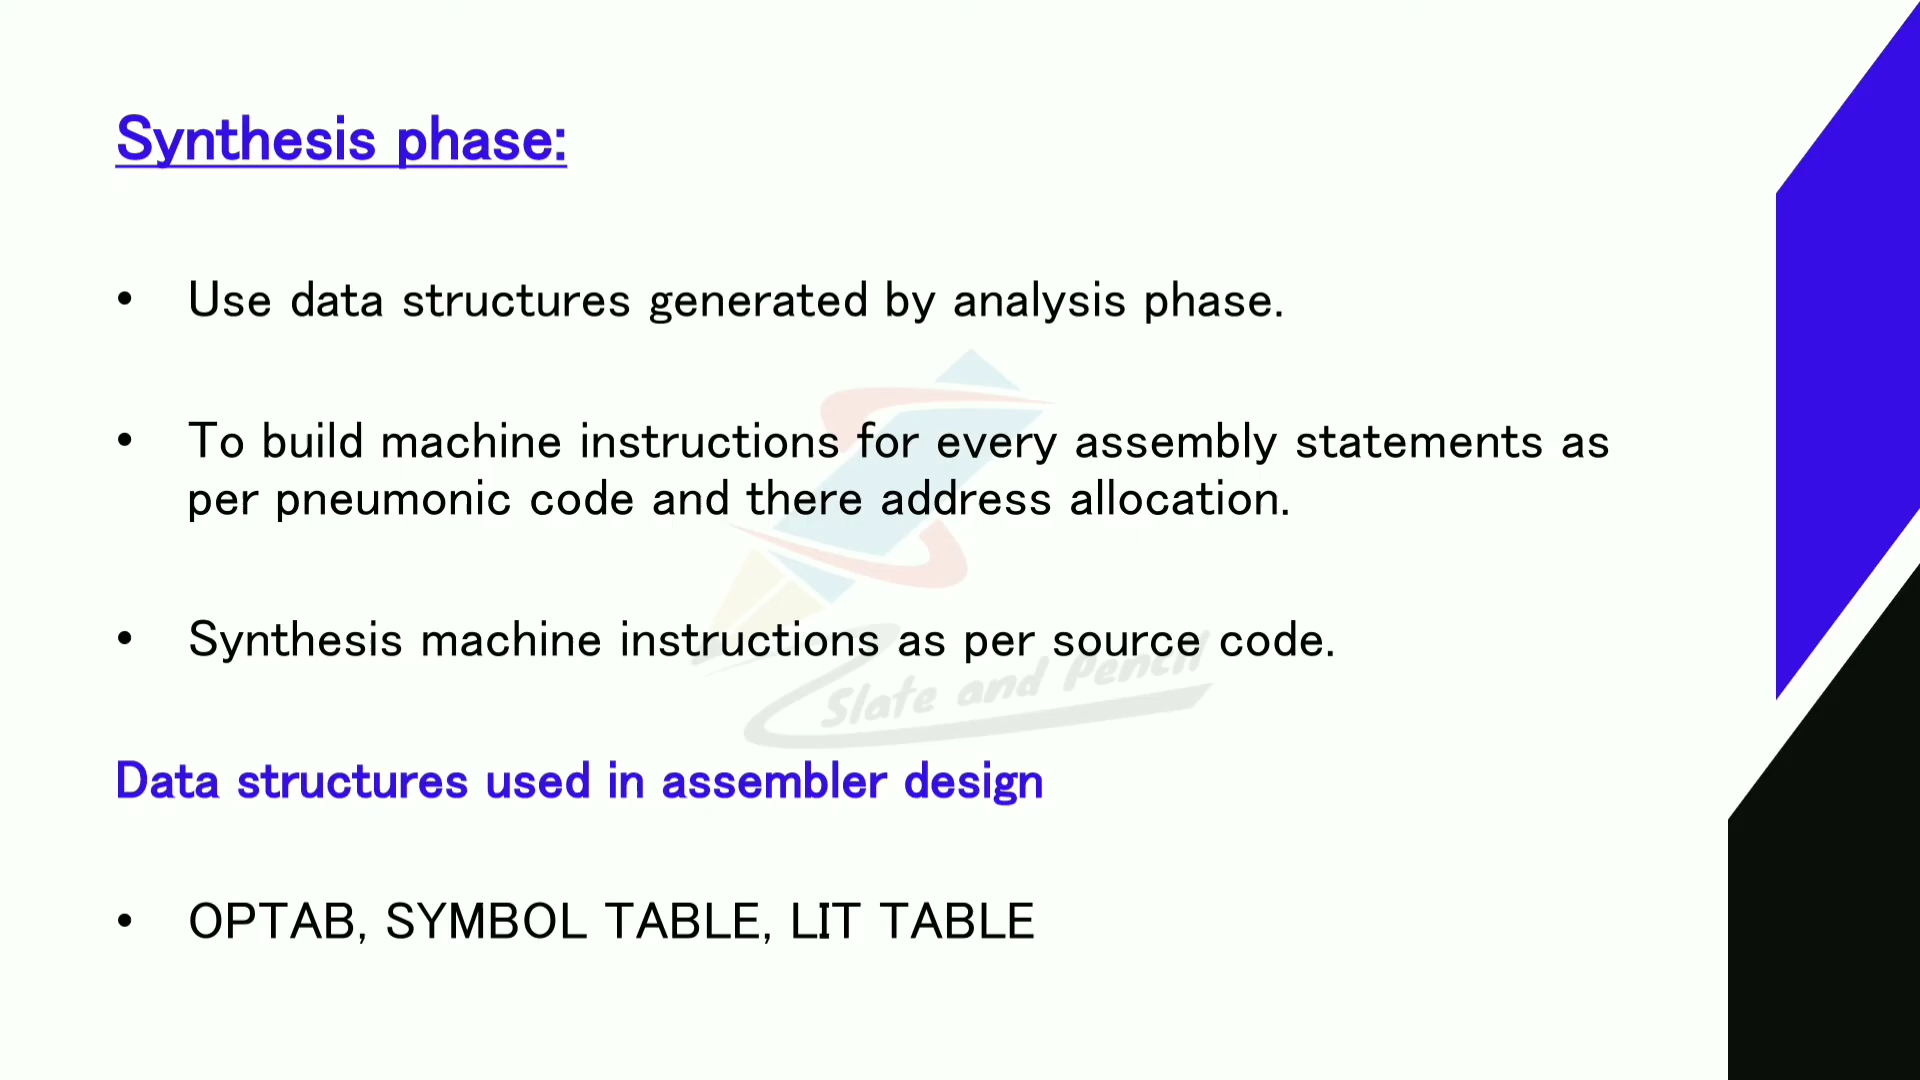 Synthesis phase:
• Use data structures generated by analysis phase.
• To build machine instructions for every assembly statements as
per pneumonic code and there address allocation.
• Synthesis machine instructions as per source code.
Slate and Pencil
Data structures used in assembler design
• OPTAB, SYMBOL TABLE, LIT TABLE